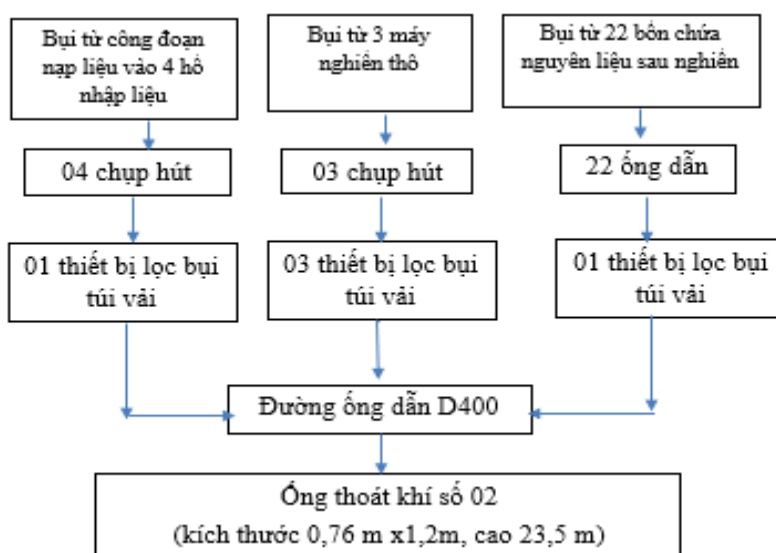 Bụi từ công đoạn
nạp liệu vào 4 hố
nhập liệu
Bụi từ 3 máy
nghiền thô
Bụi từ 22 bồn chứa
nguyên liệu sau nghiền
04 chụp hút
03 chụp hút
22 ống dẫn
01 thiết bị lọc bụi
túi vải
03 thiết bị lọc bụi
túi vải
01 thiết bị lọc bụi
túi vải
Đường ống dẫn D400
Ống thoát khí số 02
(kích thước 0,76 m x1,2m, cao 23,5 m)